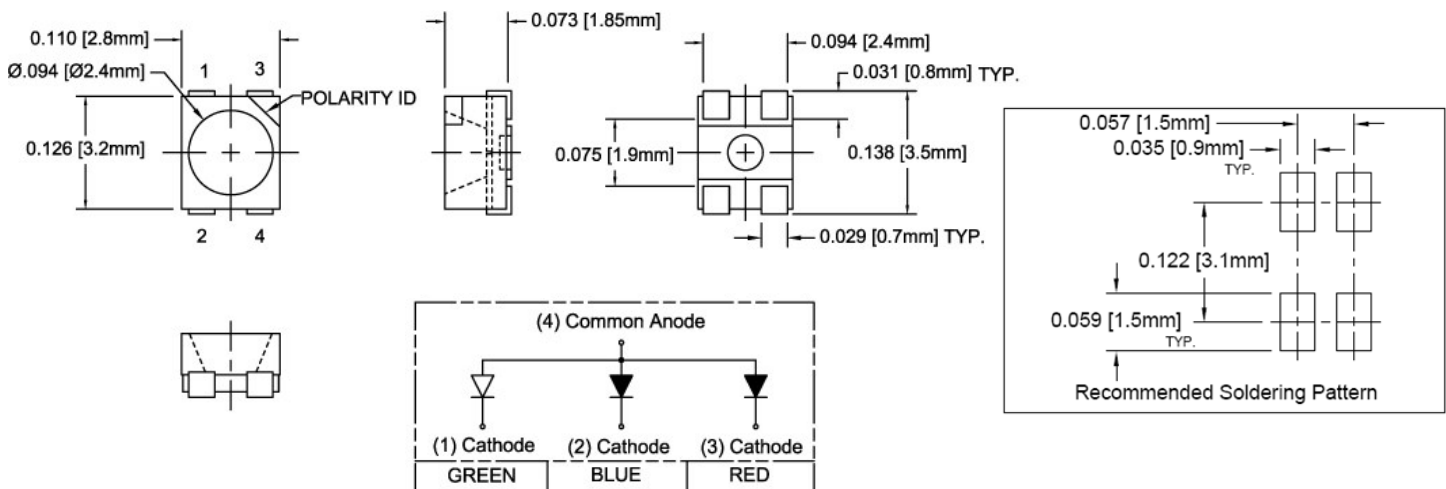 0.110 [2.8mm]
Ø.094 [Ø2.4mm]
1
3
POLARITY ID
0.126 [3.2mm]
2
4
0.073 [1.85mm]
0.094 [2.4mm]
0.031 [0.8mm] TYP.
0.075 [1.9mm]
0.138 [3.5mm]
0.029 [0.7mm] TYP.
0.057 [1.5mm]
0.035 [0.9mm]
TYP.
0.122 [3.1mm]
0.059 [1.5mm]
TYP.
Recommended Soldering Pattern
(4) Common Anode
(1) Cathode
(2) Cathode
(3) Cathode
GREEN
BLUE
RED